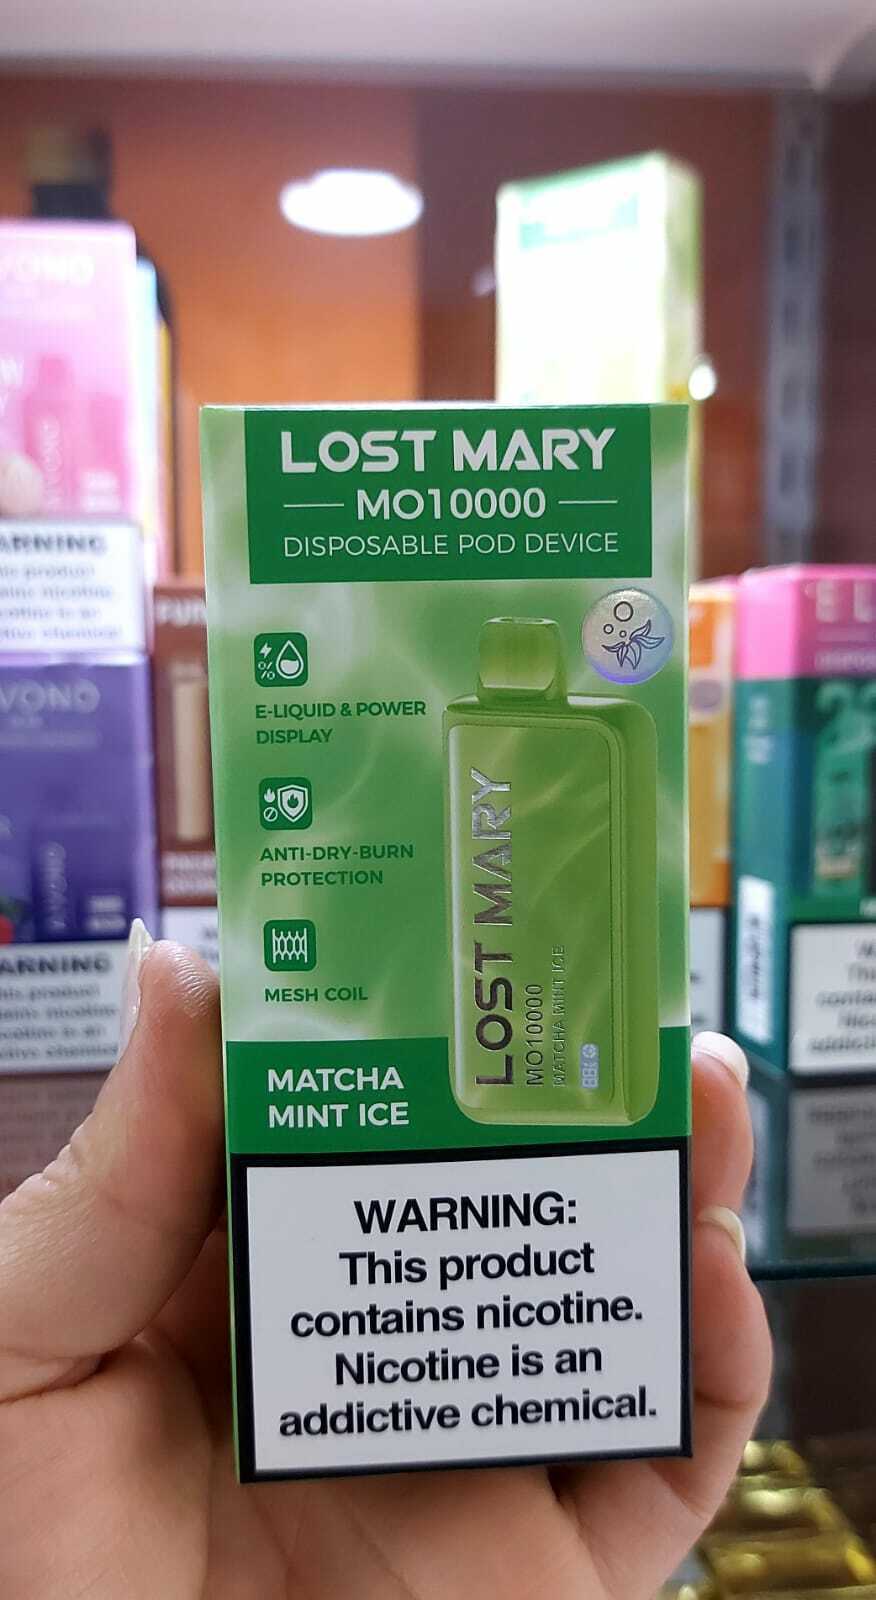 LOST MARY
MO10000
DISPOSABLE POD DEVICE
E-LIQUID & POWER
DISPLAY
ANTI-DRY-BURN
PROTECTION
MESH COIL
LOST MARY
MO10000
MATCHA MINT ICE
MATCHA
MINT ICE
WARNING:
This product
contains nicotine.
Nicotine is an
addictive chemical.